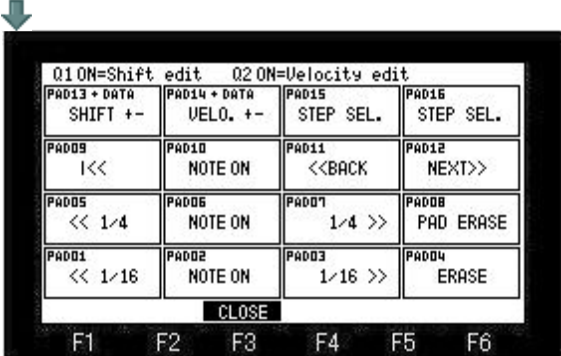 Q1 ON=Shift edit Q2 ON=Velocity edit
PAD13 + DATA PAD14 + DATA PAD15 PAD16
SHIFT +- VELO. +- STEP SEL. STEP SEL.
PAD09 PAD10 PAD11 PAD12
I<< NOTE ON <<BACK NEXT>>
PAD05 PAD06 PAD07 PAD08
<< 1/4 NOTE ON 1/4 >> PAD ERASE
PAD01 PAD02 PAD03 PAD04
<< 1/16 NOTE ON 1/16 >> ERASE
CLOSE
F1 F2 F3 F4 F5 F6